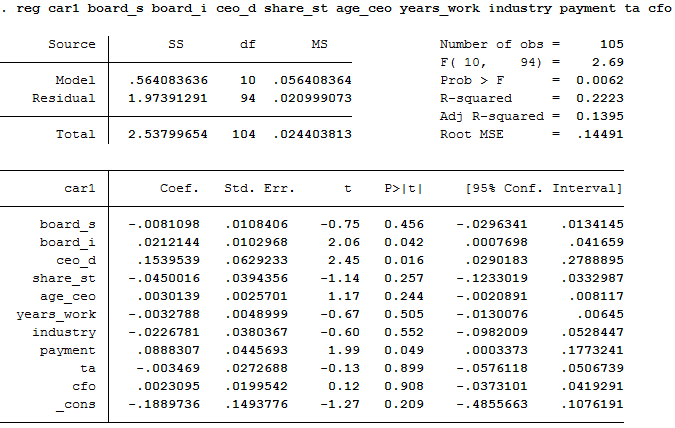 . reg car1 board_s board_i ceo_d share_st age_ceo years_work industry payment ta cfo
Source SS df MS Number of obs = 105
F( 10, 94) = 2.69
Model .564083636 10 .056408364 Prob > F = 0.0062
Residual 1.97391291 94 .020999073 R-squared = 0.2223
Adj R-squared = 0.1395
Total 2.53799654 104 .024403813 Root MSE = .14491
car1 Coef. Std. Err. t P>|t| [95% Conf. Interval]
board_s -.0081098 .0108406 -0.75 0.456 -.0296341 .0134145
board_i .0212144 .0102968 2.06 0.042 .0007698 .041659
ceo_d .1539539 .0629233 2.45 0.016 .0290183 .2788895
share_st -.0450016 .0394356 -1.14 0.257 -.1233019 .0332987
age_ceo .0030139 .0025701 1.17 0.244 -.0020891 .008117
years_work -.0032788 .0048999 -0.67 0.505 -.0130076 .00645
industry -.0226781 .0380367 -0.60 0.552 -.0982009 .0528447
payment .0888307 .0445693 1.99 0.049 .0003373 .1773241
ta -.003469 .0272688 -0.13 0.899 -.0576118 .0506739
cfo .0023095 .0199542 0.12 0.908 -.0373101 .0419291
_cons -.1889736 .1493776 -1.27 0.209 -.4855663 .1076191